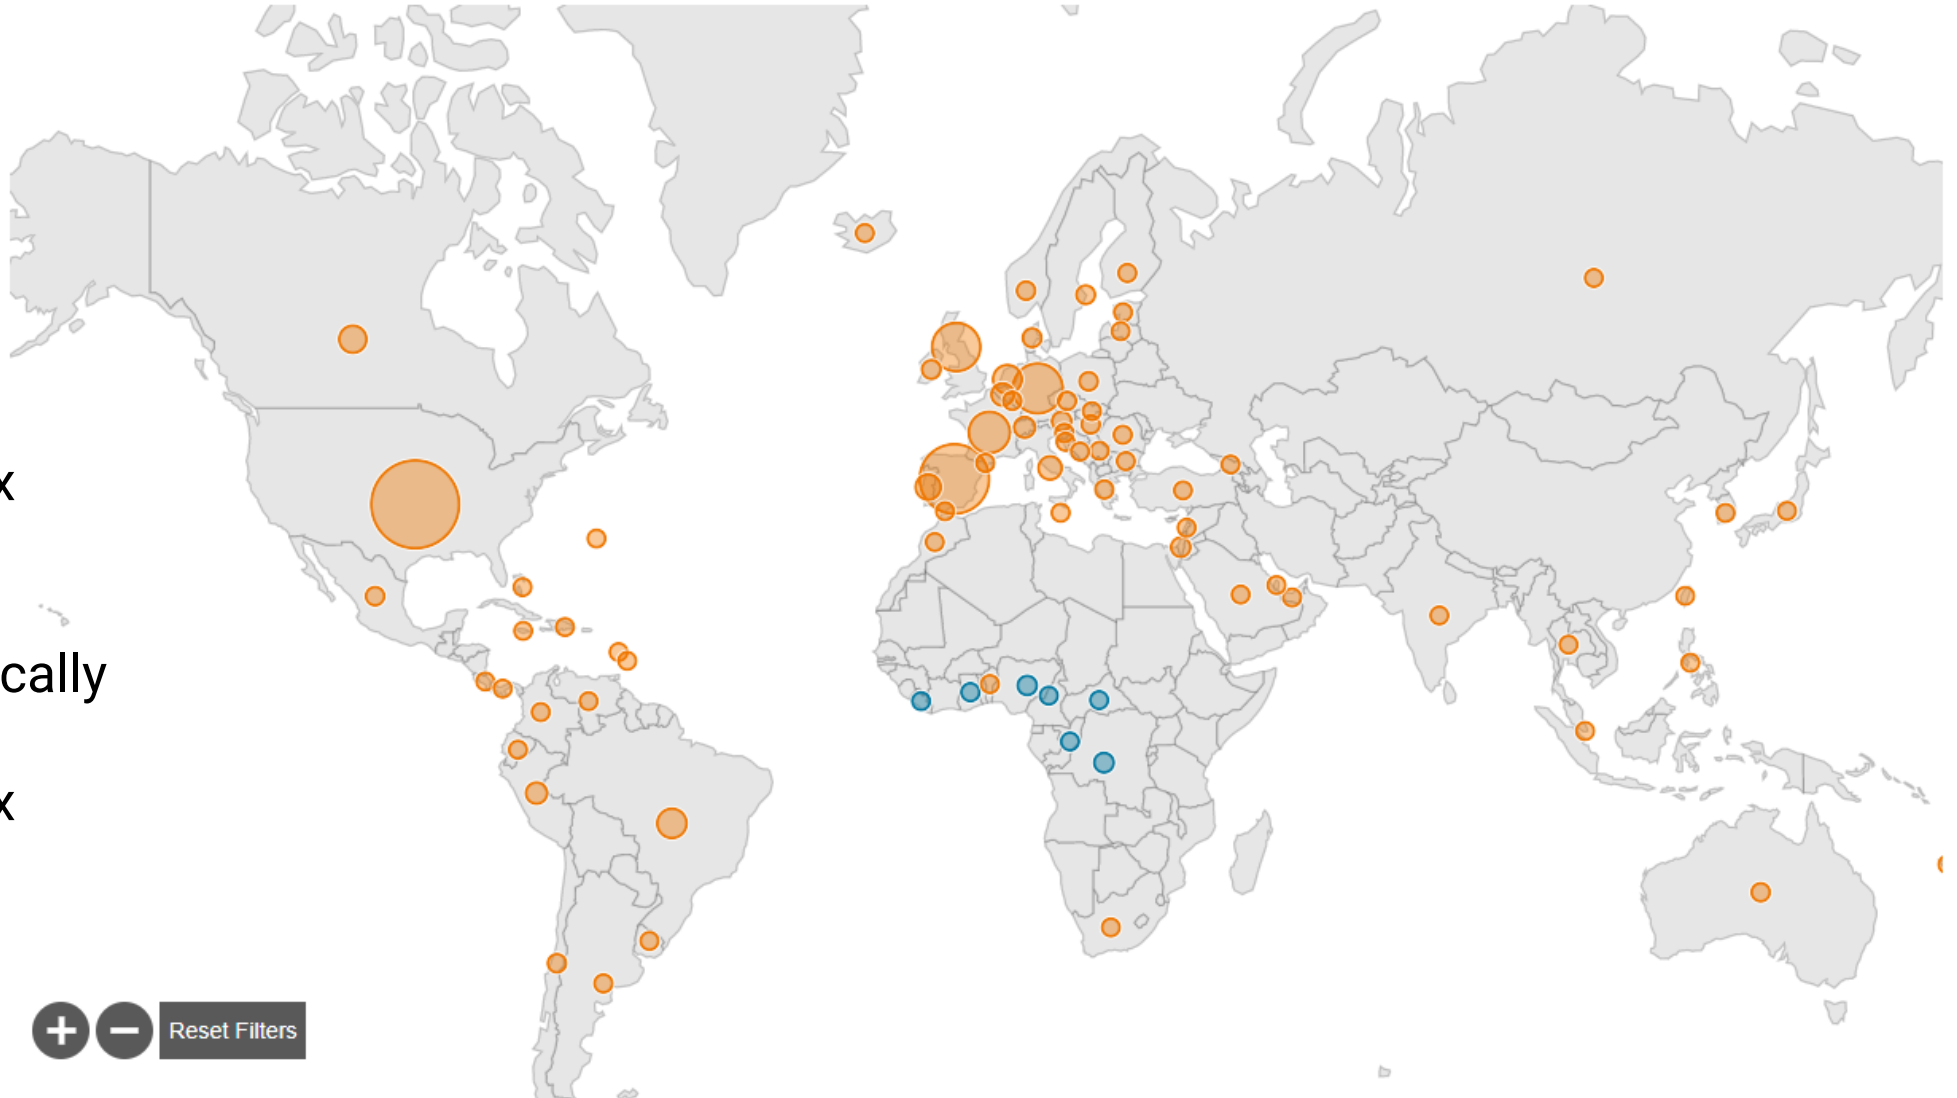 x
cally
x
+
−
Reset Filters